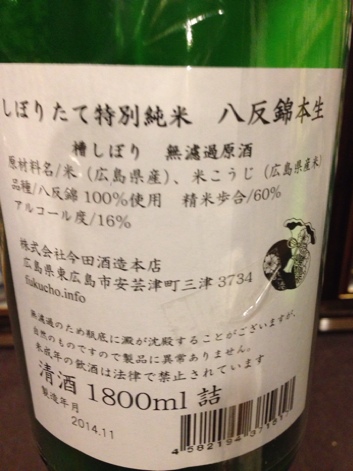 しぼりたて特別純米　八反錦本生
槽しぼり　無濾過原酒
原材料名/米（広島県産）、米こうじ（広島県産米）
品種/八反錦100%使用　精米歩合/60%
アルコール度/16%
株式会社今田酒造本店
広島県東広島市安芸津町三津3734
fukucho.info
無濾過のため瓶底に澱が沈殿することがございますが、
自然のものですので製品に異常ありません。
未成年の飲酒は法律で禁止されています
清酒 1800ml 詰
製造年月
2014.11